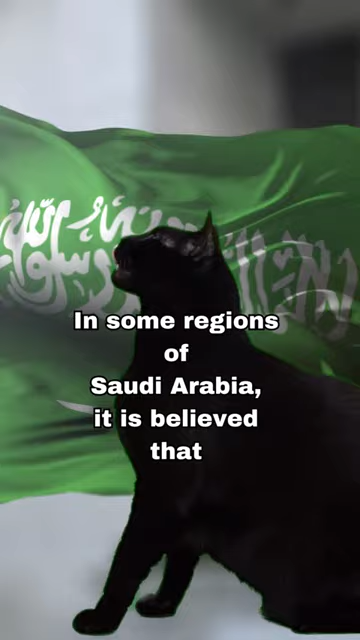 In some regions
of
Saudi Arabia,
it is believed
that